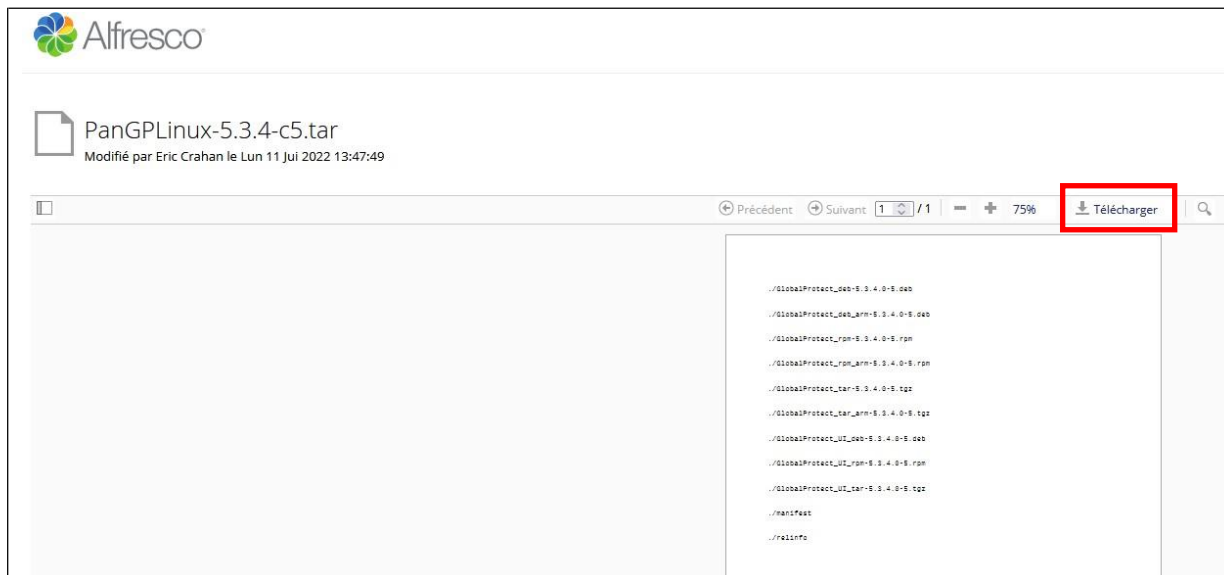 Alfresco
PanGPLinux-5.3.4-c5.tar
Modifié par Eric Crahan le Lun 11 Jui 2022 13:47:49
Précédent Suivant 1 / 1 75% Télécharger
./GlobalProtect_deb-5.3.4.0-5.deb
./GlobalProtect_deb_arm-5.3.4.0-5.deb
./GlobalProtect_rpm-5.3.4.0-5.rpm
./GlobalProtect_rpm_arm-5.3.4.0-5.rpm
./GlobalProtect_tar-5.3.4.0-5.tgz
./GlobalProtect_tar_arm-5.3.4.0-5.tgz
./GlobalProtect_UI_deb-5.3.4.0-5.deb
./GlobalProtect_UI_rpm-5.3.4.0-5.rpm
./GlobalProtect_UI_tar-5.3.4.0-5.tgz
./manifest
./relinfo